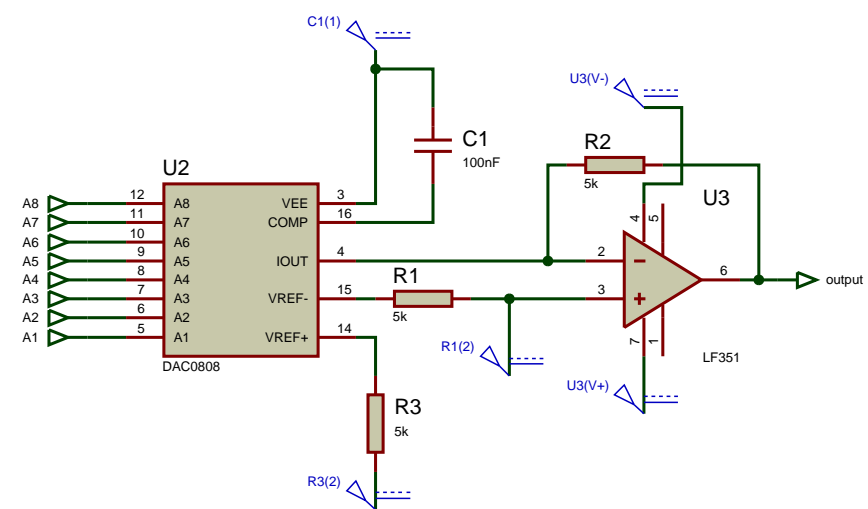 C1(1)
U3(V-)
C1
100nF
R2
5k
U2
U3
A8 12 A8 VEE 3
A7 11 A7 COMP 16
A6 10 A6
A5 9 A5 IOUT 4
A4 8 A4
A3 7 A3 VREF- 15
A2 6 A2
A1 5 A1 VREF+ 14
DAC0808
R1
5k
R1(2)
4 5
2
3
6
output
7 1
LF351
U3(V+)
R3
5k
R3(2)